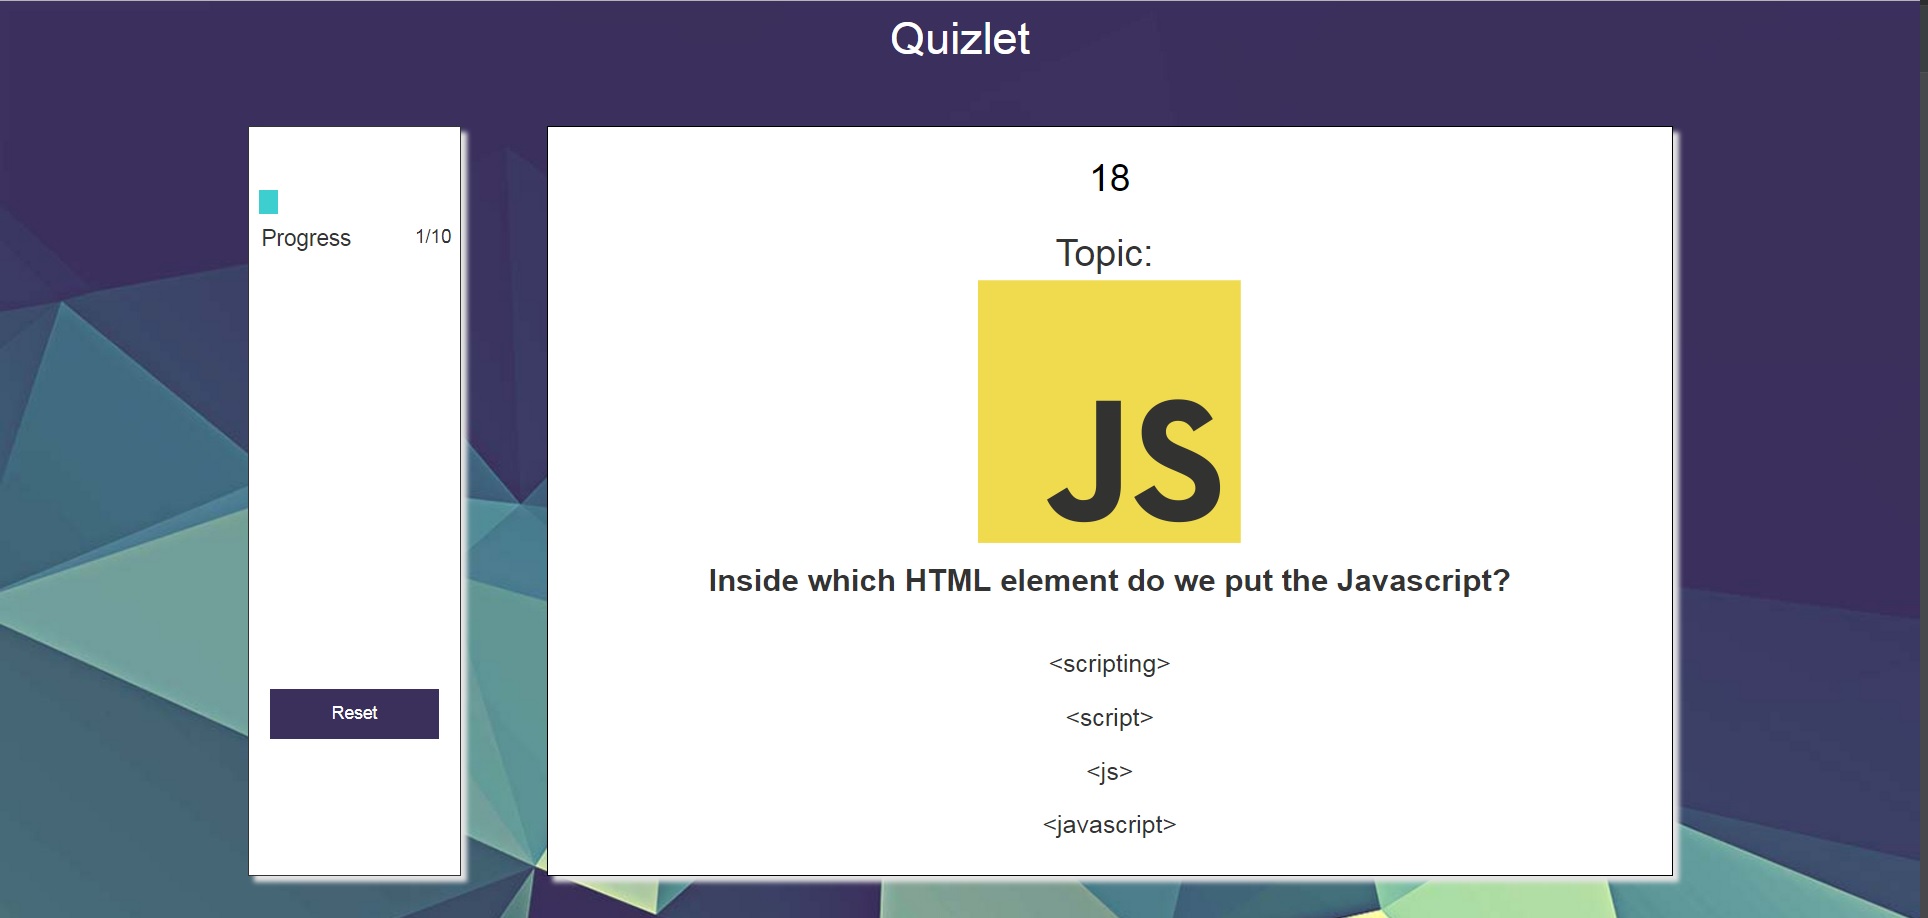 Quizlet
Progress 1/10
Reset
18
Topic:
JS
Inside which HTML element do we put the Javascript?
<scripting>
<script>
<js>
<javascript>